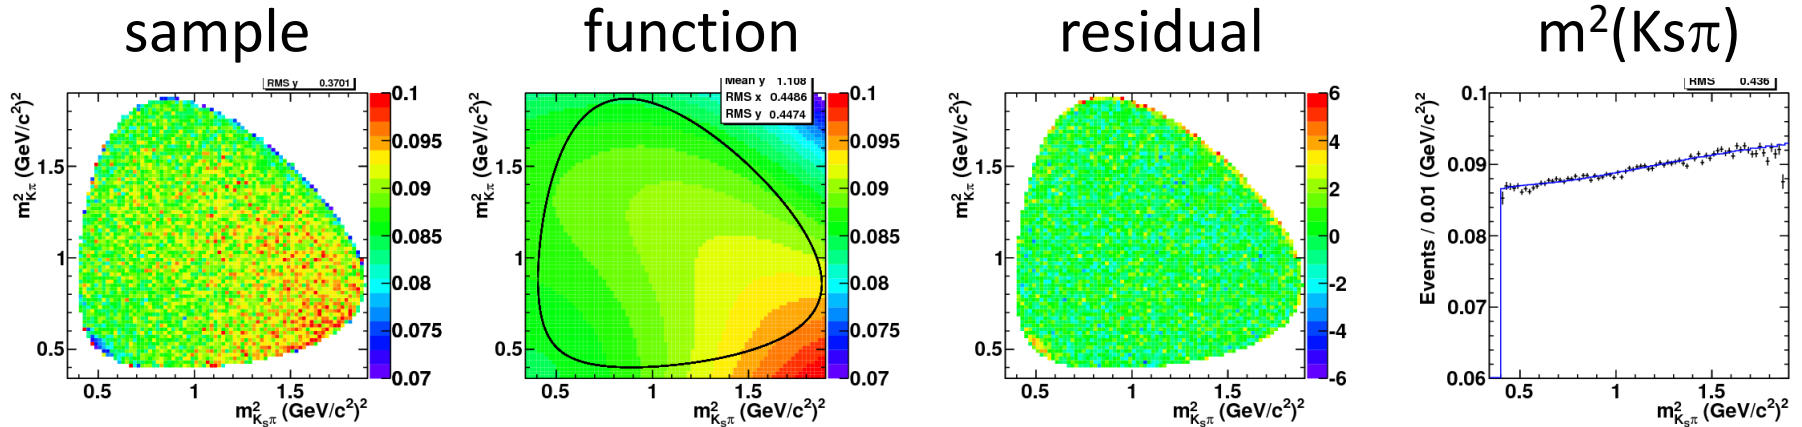 sample
function
residual
m²(Ksπ)
RMS y 0.3701
m²Kπ (GeV/c²)²
1.5
1
0.5
0.5
1
1.5
m²Ksπ (GeV/c²)²
0.1
0.095
0.09
0.085
0.08
0.075
0.07
Mean y 1.108
RMS x 0.4486
RMS y 0.4474
m²Kπ (GeV/c²)²
1.5
1
0.5
0.5
1
1.5
m²Ksπ (GeV/c²)²
0.1
0.095
0.09
0.085
0.08
0.075
0.07
m²Kπ (GeV/c²)²
1.5
1
0.5
0.5
1
1.5
m²Ksπ (GeV/c²)²
6
4
2
0
-2
-4
-6
RMS 0.436
Events / 0.01 (GeV/c²)²
0.1
0.09
0.08
0.07
0.06
0.5
1
1.5
m²Ksπ (GeV/c²)²